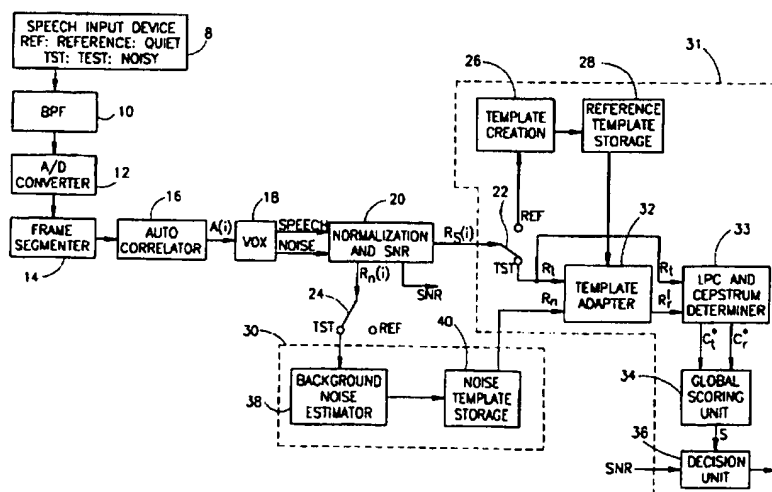 SPEECH INPUT DEVICE
REF: REFERENCE: QUIET
TST: TEST: NOISY
8
BPF
10
A/D
CONVERTER
12
FRAME
SEGMENTER
14
16
AUTO
CORRELATOR
A(i)
18
VOX
SPEECH
NOISE
20
NORMALIZATION
AND SNR
RS(i)
Rn(i)
SNR
22
REF
TST
24
TST
REF
26
TEMPLATE
CREATION
28
REFERENCE
TEMPLATE
STORAGE
31
32
Rt
Rn
TEMPLATE
ADAPTER
Rt
R'r
33
LPC AND
CEPSTRUM
DETERMINER
C*t
C*r
30
38
BACKGROUND
NOISE
ESTIMATOR
40
NOISE
TEMPLATE
STORAGE
34
GLOBAL
SCORING
UNIT
S
36
SNR
DECISION
UNIT